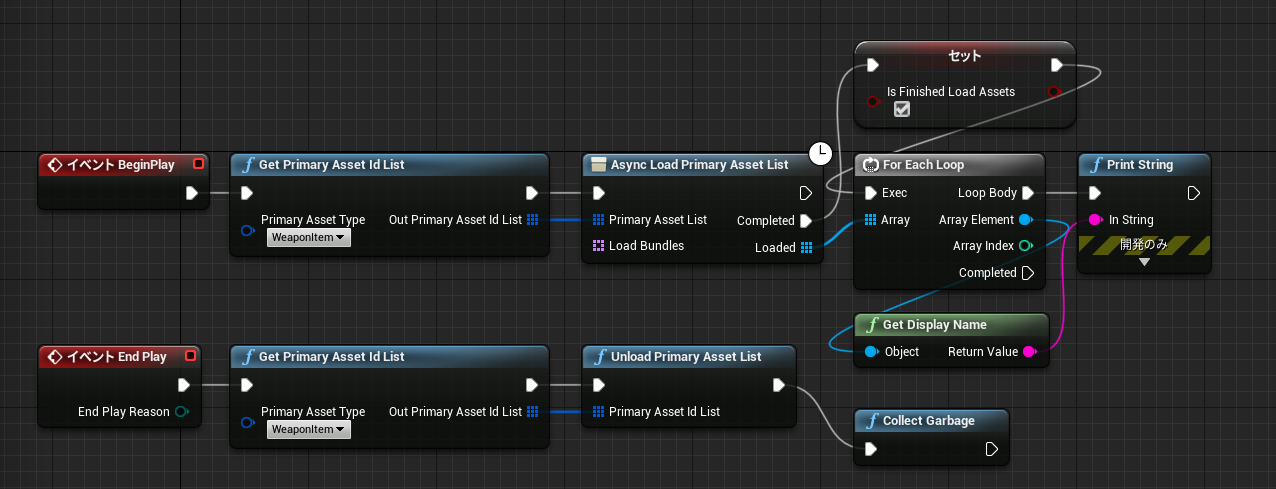 セット
Is Finished Load Assets
イベント BeginPlay
Get Primary Asset Id List
Primary Asset Type
Out Primary Asset Id List
WeaponItem
Async Load Primary Asset List
Primary Asset List
Completed
Load Bundles
Loaded
For Each Loop
Exec
Loop Body
Array
Array Element
Array Index
Completed
Print String
In String
開発のみ
Get Display Name
Object
Return Value
イベント End Play
End Play Reason
Get Primary Asset Id List
Primary Asset Type
Out Primary Asset Id List
WeaponItem
Unload Primary Asset List
Primary Asset Id List
Collect Garbage